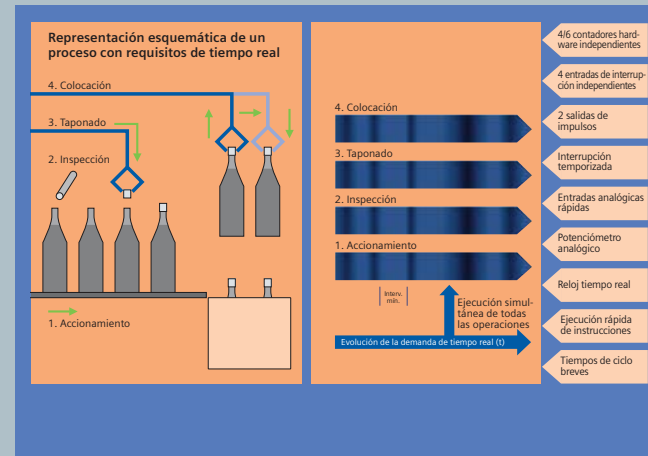 Representación esquemática de un
proceso con requisitos de tiempo real
4. Colocación
3. Taponado
2. Inspección
1. Accionamiento
4. Colocación
3. Taponado
2. Inspección
1. Accionamiento
Interv.
mín.
Ejecución simul-
tánea de todas
las operaciones
Evolución de la demanda de tiempo real (t)
4/6 contadores hard-
ware independientes
4 entradas de interrup-
ción independientes
2 salidas de
impulsos
Interrupción
temporizada
Entradas analógicas
rápidas
Potenciómetro
analógico
Reloj tiempo real
Ejecución rápida
de instrucciones
Tiempos de ciclo
breves